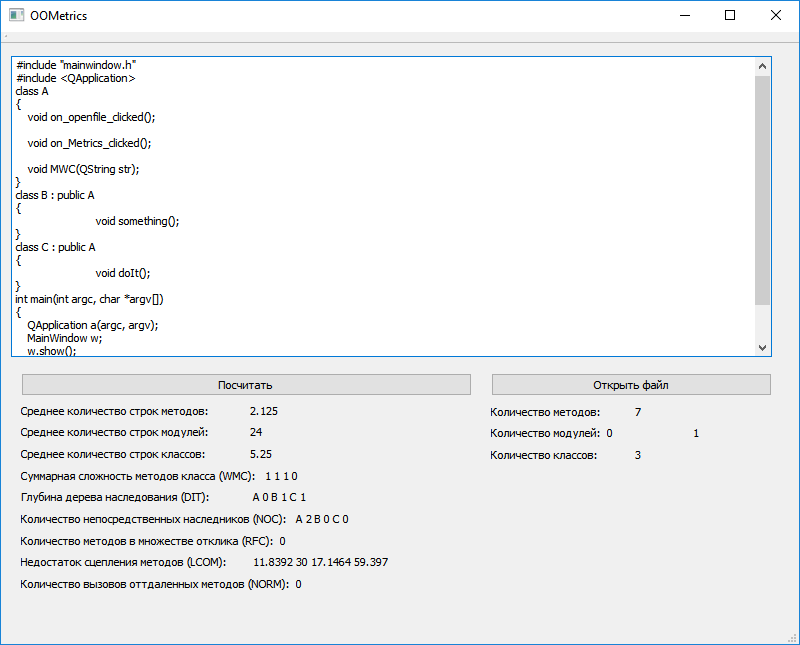 OOMetrics
#include "mainwindow.h"
#include <QApplication>
class A
{
void on_openfile_clicked();
void on_Metrics_clicked();
void MWC(QString str);
}
class B : public A
{
void something();
}
class C : public A
{
void doIt();
}
int main(int argc, char *argv[])
{
QApplication a(argc, argv);
MainWindow w;
w.show();
Посчитать
Открыть файл
Среднее количество строк методов: 2.125
Среднее количество строк модулей: 24
Среднее количество строк классов: 5.25
Суммарная сложность методов класса (WMC): 1 1 1 0
Глубина дерева наследования (DIT): A 0 B 1 C 1
Количество непосредственных наследников (NOC): A 2 B 0 C 0
Количество методов в множестве отклика (RFC): 0
Недостаток сцепления методов (LCOM): 11.8392 30 17.1464 59.397
Количество вызовов оттдаленных методов (NORM): 0
Количество методов: 7
Количество модулей: 0 1
Количество классов: 3